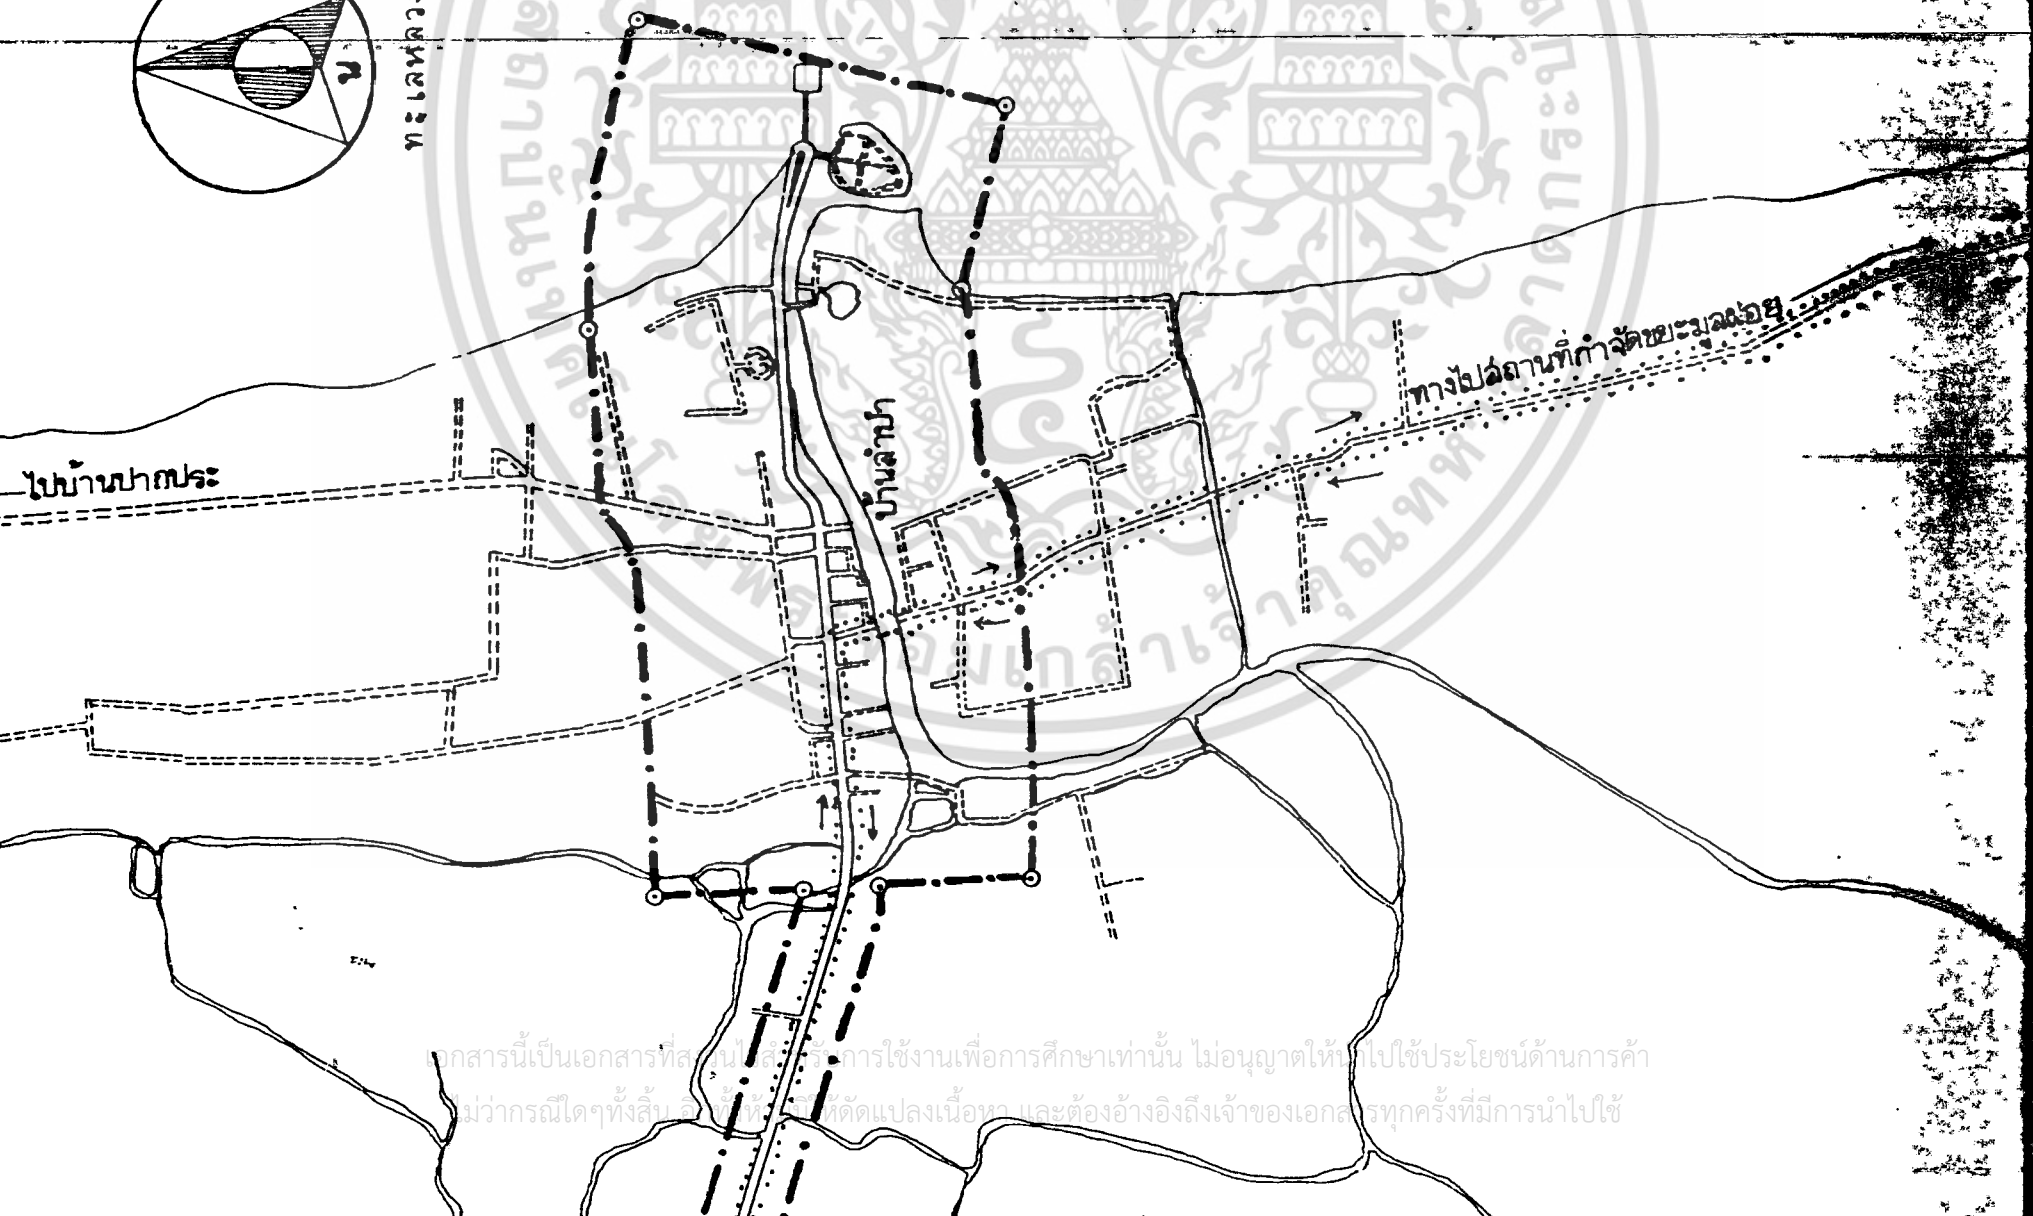 น
ทะเลหลวง
ทางไปสถานที่กำจัดขยะมูลฝอย
บ้านลำปำ
ไปบ้านปากประ
เอกสารนี้เป็นเอกสารที่สงวนไว้สำหรับการใช้งานเพื่อการศึกษาเท่านั้น ไม่อนุญาตให้นำไปใช้ประโยชน์ด้านการค้า
ไม่ว่ากรณีใดๆทั้งสิ้น อีกทั้งห้ามมิให้ดัดแปลงเนื้อหา และต้องอ้างอิงถึงเจ้าของเอกสารทุกครั้งที่มีการนำไปใช้